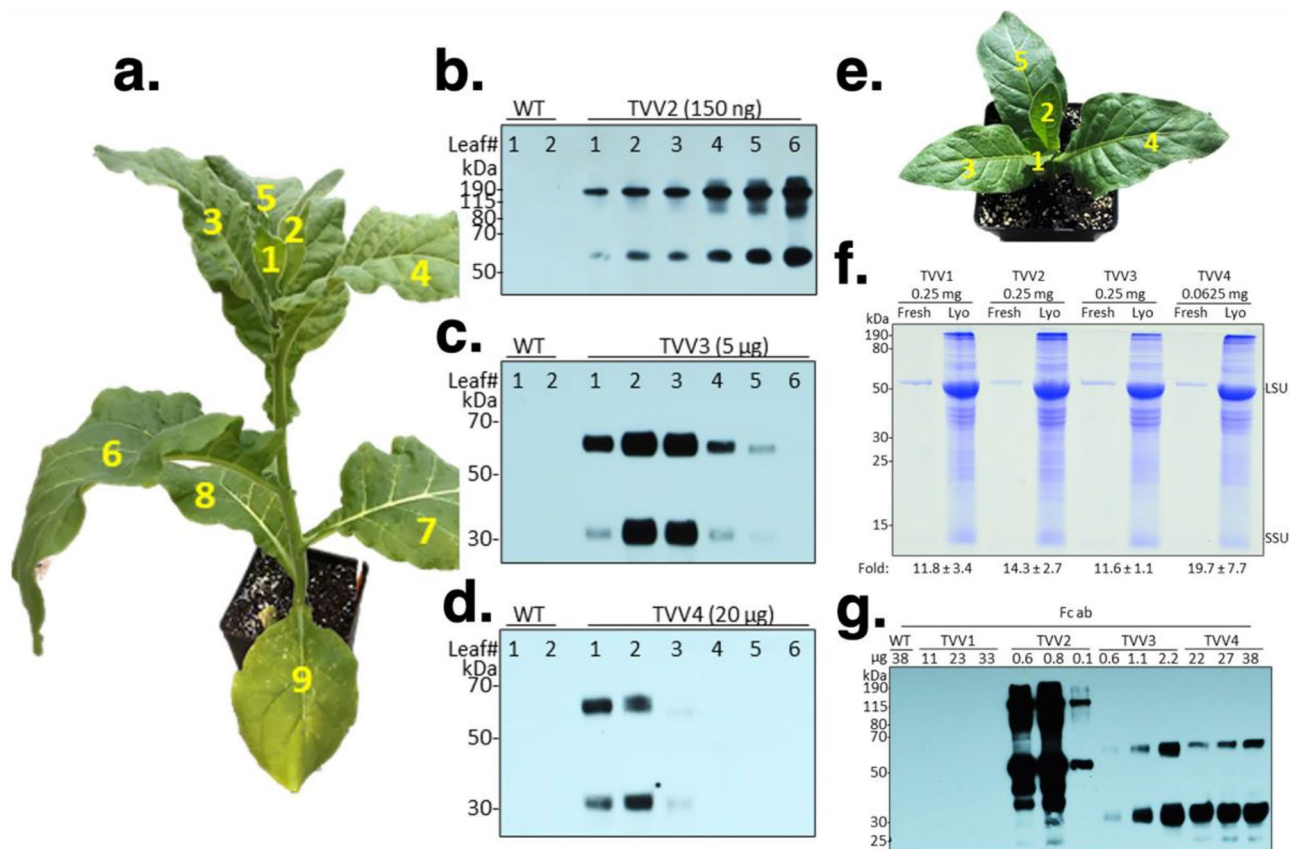 a.
3
5
2
1
4
6
8
7
9
b.
WT TVV2 (150 ng)
Leaf# 1 2 1 2 3 4 5 6
kDa
190-
115-
80-
70-
50-
c.
WT TVV3 (5 µg)
Leaf# 1 2 1 2 3 4 5 6
kDa
70-
50-
30-
d.
WT TVV4 (20 µg)
Leaf# 1 2 1 2 3 4 5 6
kDa
70-
50-
30-
e.
5
2
3
1
4
f.
TVV1 TVV2 TVV3 TVV4
0.25 mg 0.25 mg 0.25 mg 0.0625 mg
Fresh Lyo Fresh Lyo Fresh Lyo Fresh Lyo
kDa
190-
80-
50- LSU
30-
25-
15-
SSU
Fold: 11.8 ± 3.4 14.3 ± 2.7 11.6 ± 1.1 19.7 ± 7.7
g.
Fc ab
WT TVV1 TVV2 TVV3 TVV4
µg 38 11 23 33 0.6 0.8 0.1 0.6 1.1 2.2 22 27 38
kDa
190-
115-
80-
70-
50-
30-
25-